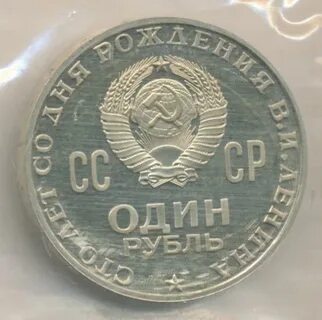 СТО ЛЕТ СО ДНЯ РОЖДЕНИЯ В.И.ЛЕНИНА
СС СР
ОДИН
РУБЛЬ